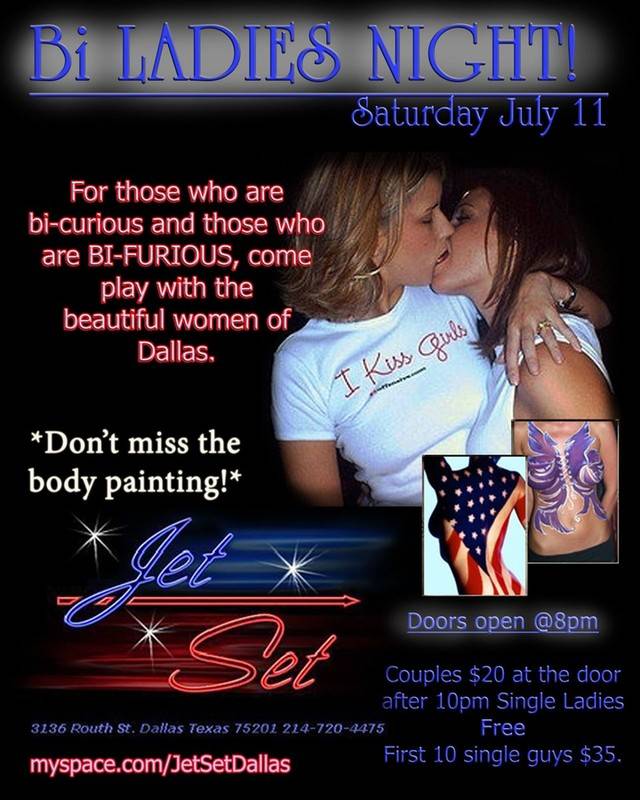 Bi LADIES NIGHT!
Saturday July 11
For those who are
bi-curious and those who
are BI-FURIOUS, come
play with the
beautiful women of
Dallas.
I Kiss Girls
*Don't miss the
body painting!*
Jet
Set
Doors open @8pm
Couples $20 at the door
after 10pm Single Ladies
Free
First 10 single guys $35.
3136 Routh St. Dallas Texas 75201 214-720-4475
myspace.com/JetSetDallas